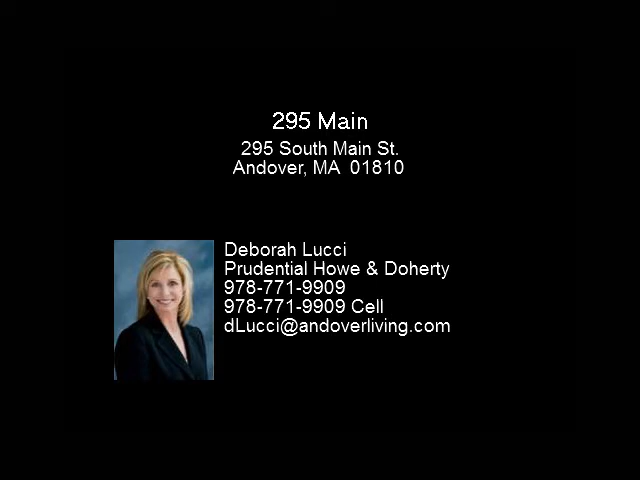 295 Main
295 South Main St.
Andover, MA  01810
Deborah Lucci
Prudential Howe & Doherty
978-771-9909
978-771-9909 Cell
dLucci@andoverliving.com